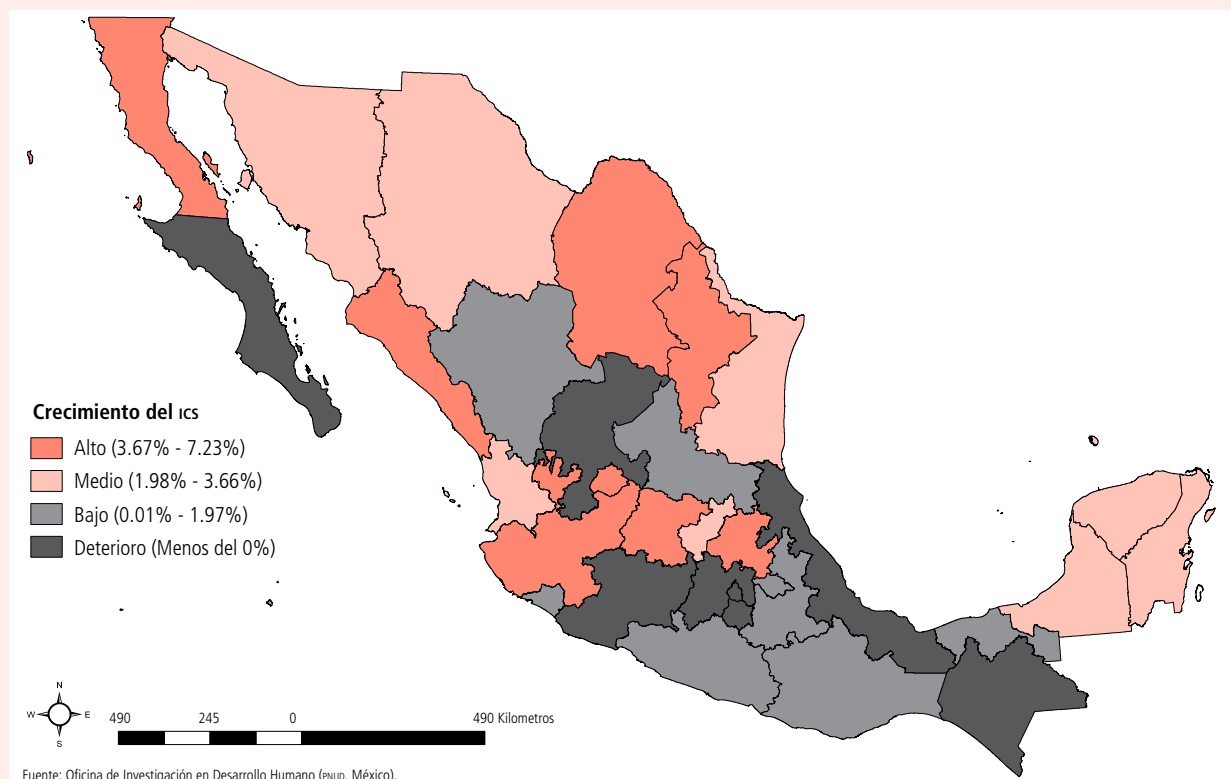 Crecimiento del ICS
Alto (3.67% - 7.23%)
Medio (1.98% - 3.66%)
Bajo (0.01% - 1.97%)
Deterioro (Menos del 0%)
N
W E
S
490 245 0 490 Kilometros
Fuente: Oficina de Investigación en Desarrollo Humano (PNUD, México).